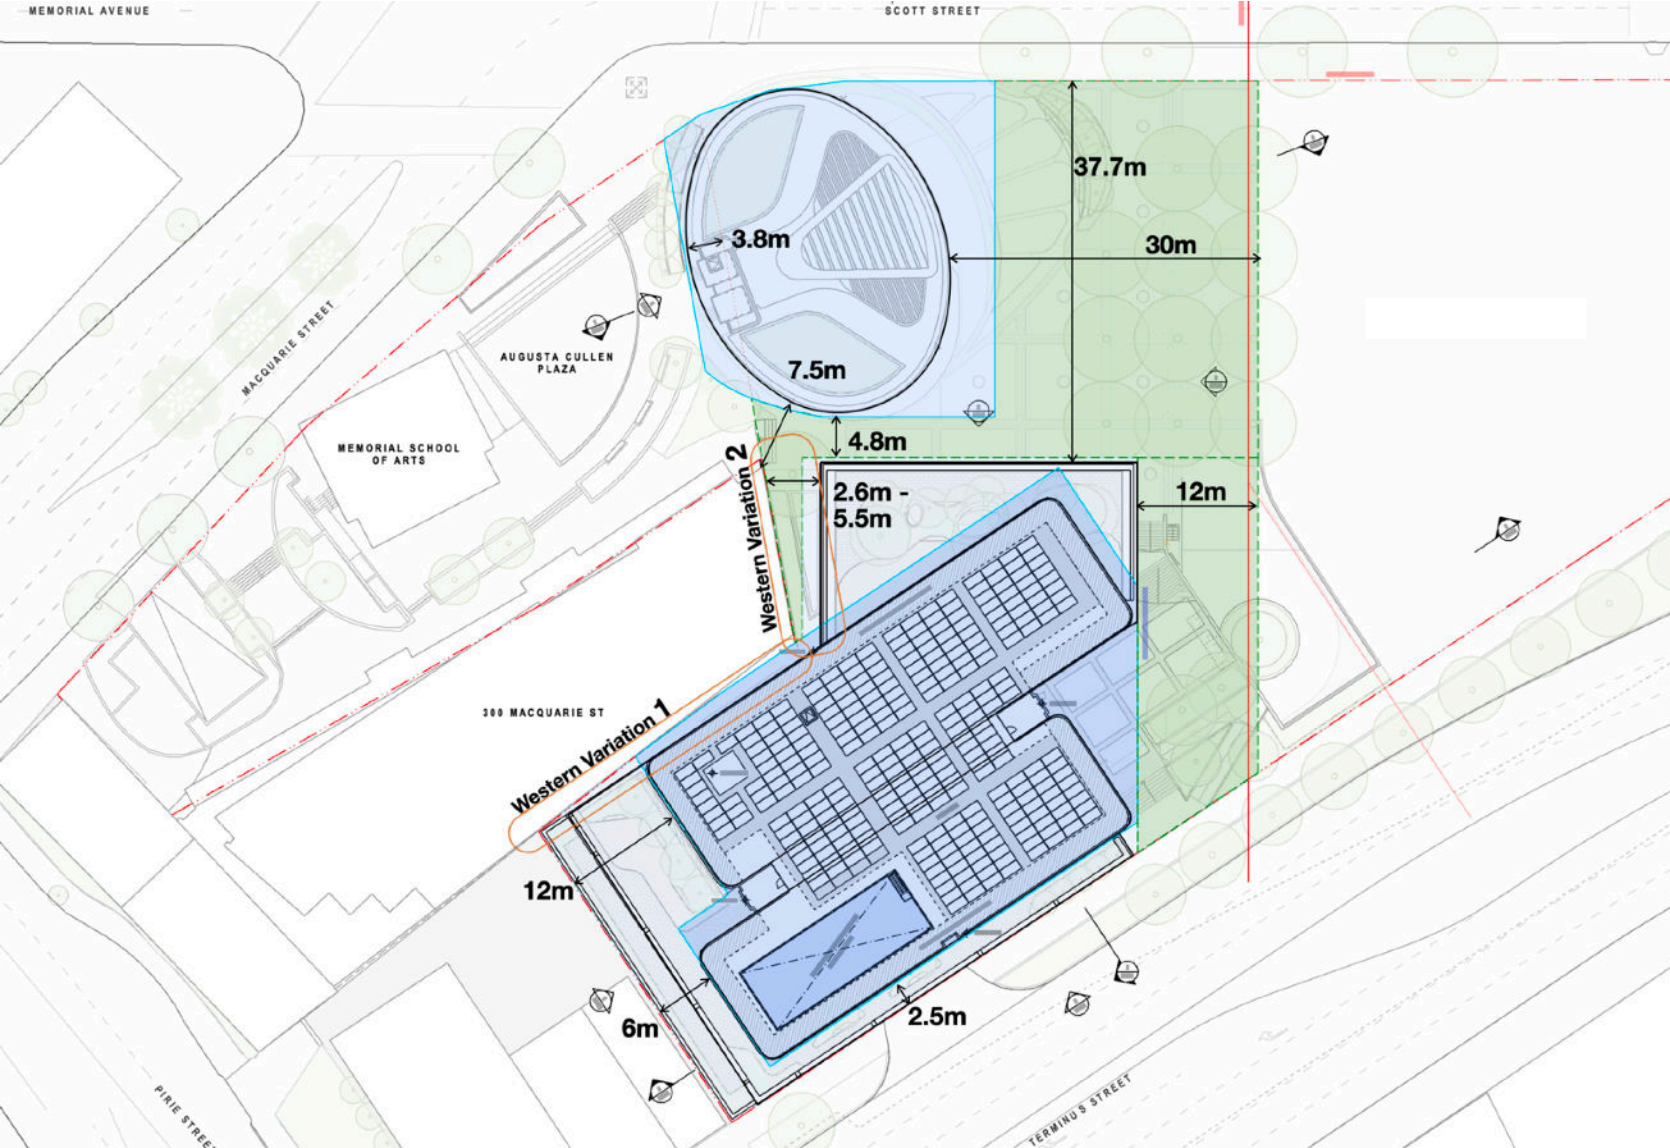 MEMORIAL AVENUE
SCOTT STREET
37.7m
30m
3.8m
MACQUARIE STREET
AUGUSTA CULLEN
PLAZA
7.5m
MEMORIAL SCHOOL
OF ARTS
4.8m
Western Variation 2
2.6m -
5.5m
12m
300 MACQUARIE ST
Western Variation 1
12m
6m
2.5m
PIRIE STREE
TERMINUS STREET